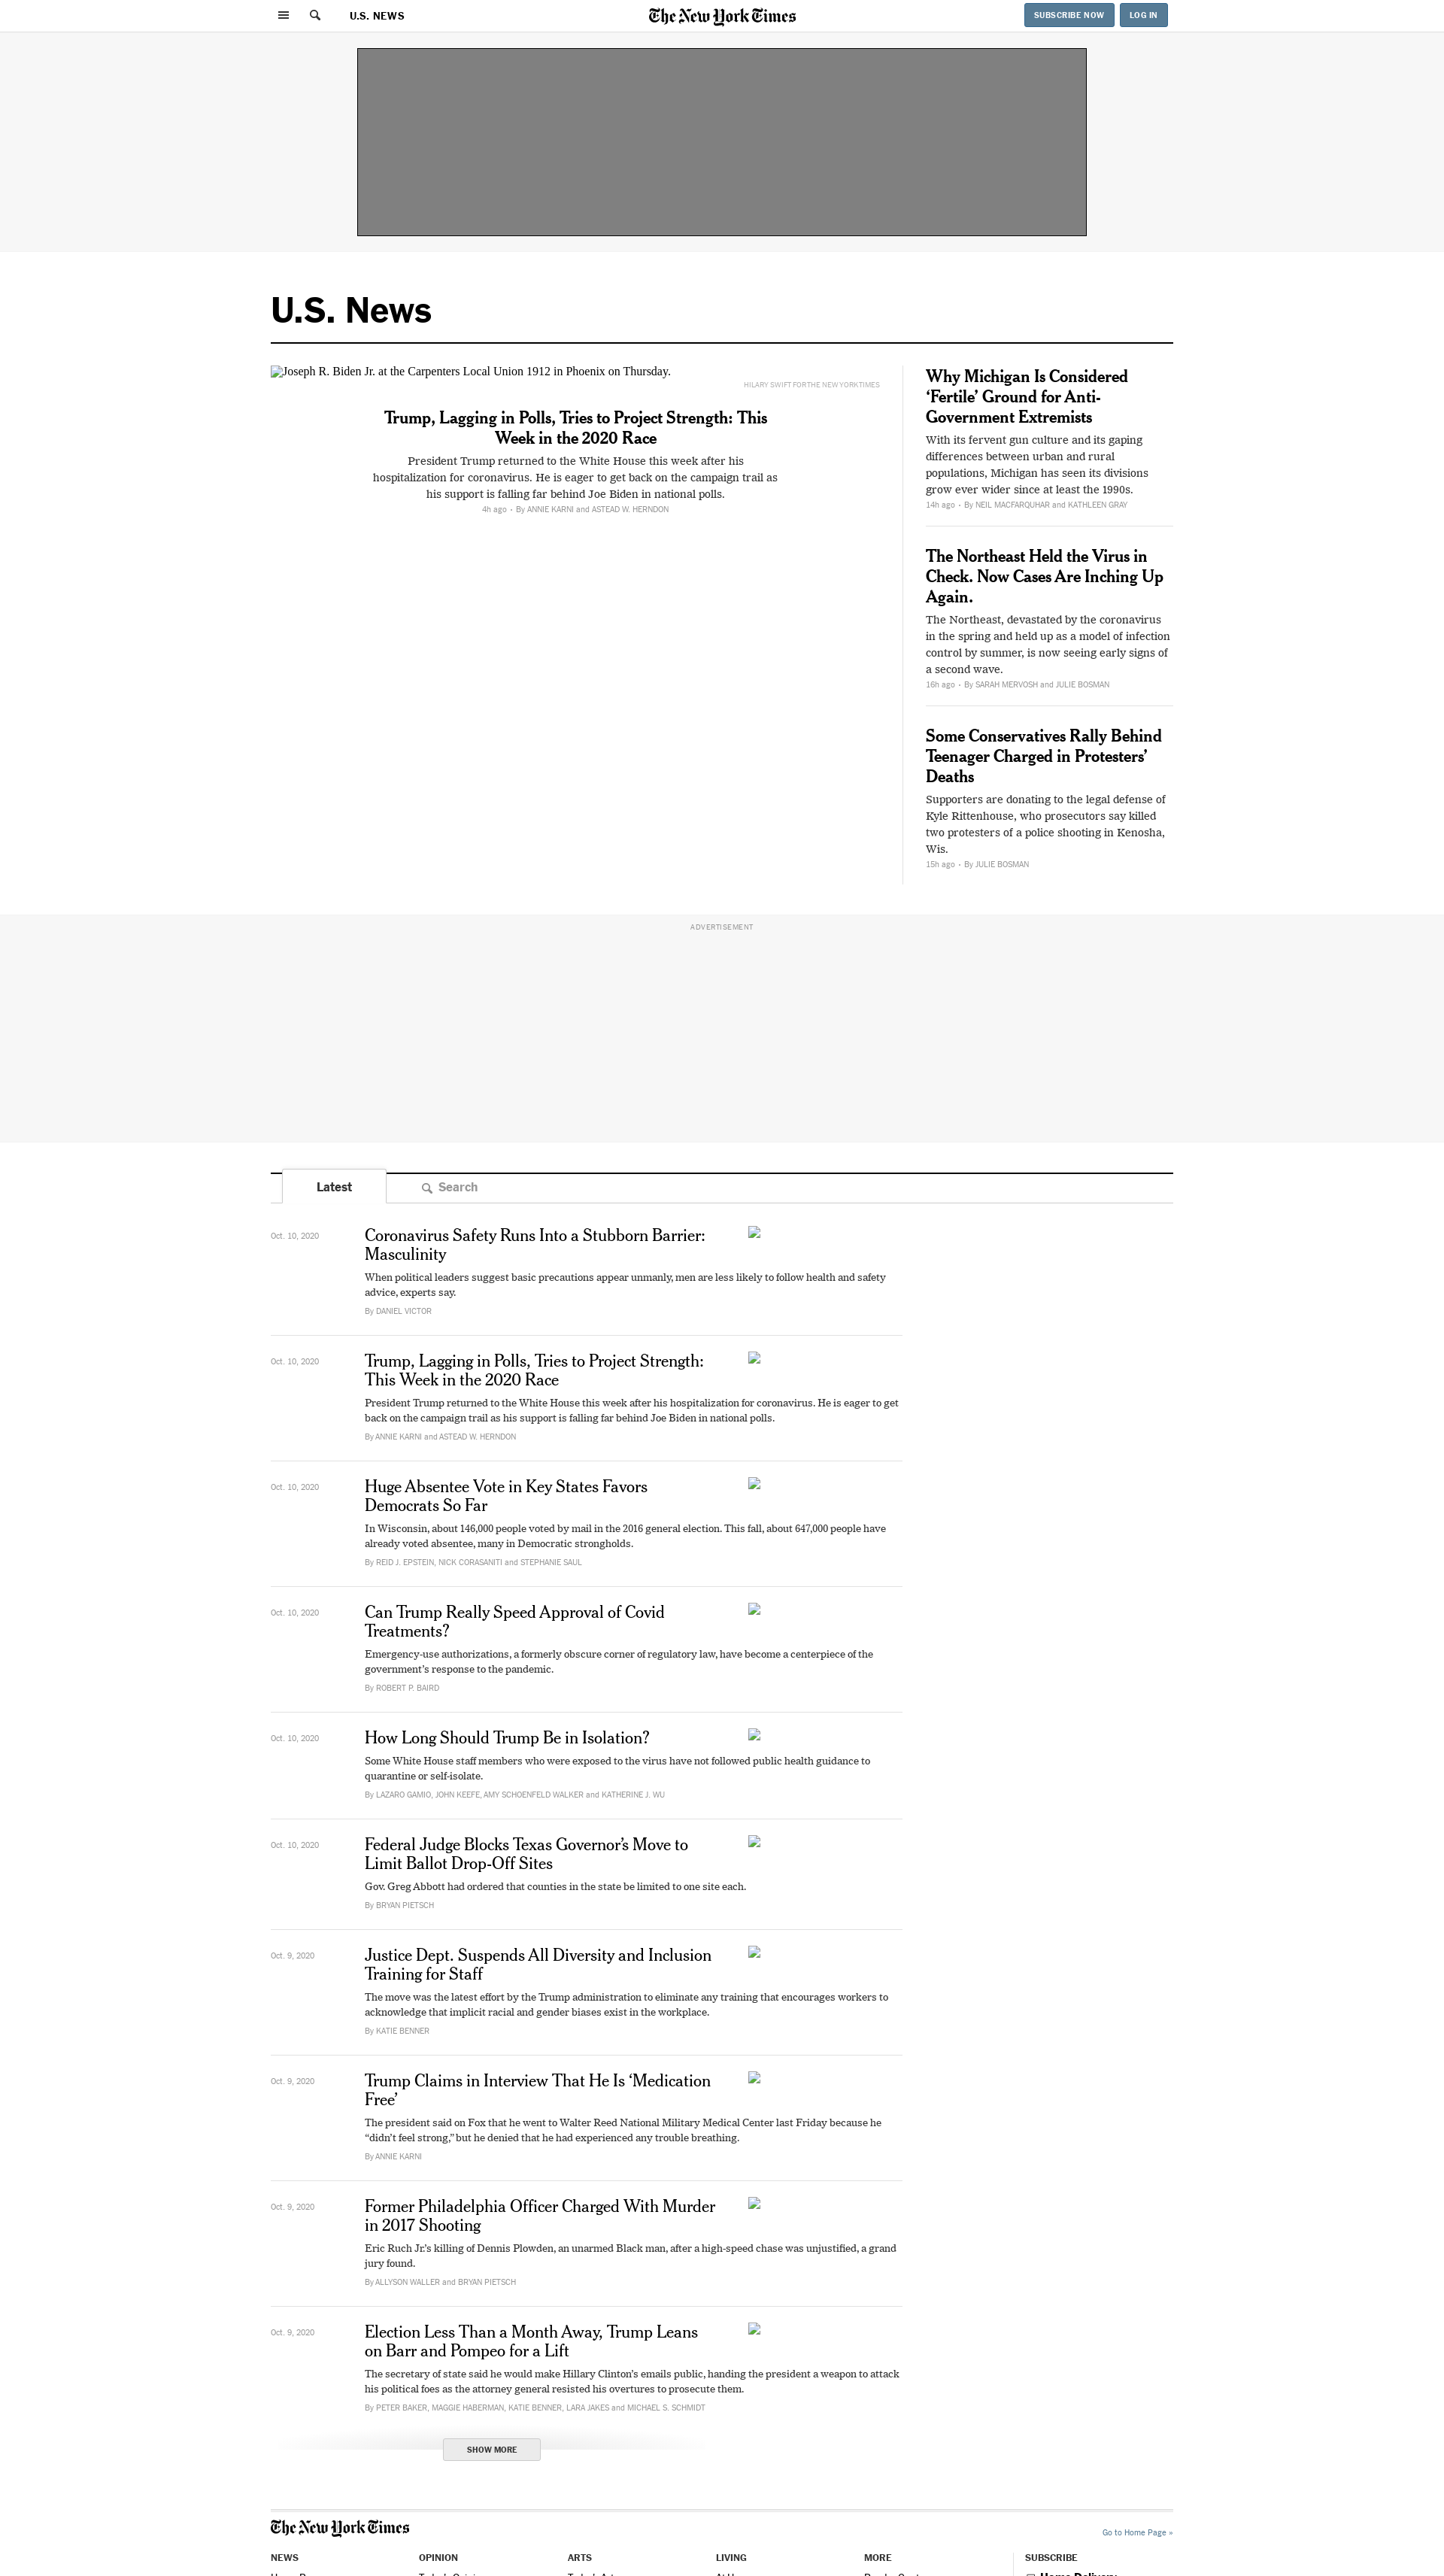 U.S. NEWS
The New York Times
SUBSCRIBE NOW
LOG IN
U.S. News
Joseph R. Biden Jr. at the Carpenters Local Union 1912 in Phoenix on Thursday.
HILARY SWIFT FOR THE NEW YORK TIMES
Trump, Lagging in Polls, Tries to Project Strength: This
Week in the 2020 Race
President Trump returned to the White House this week after his
hospitalization for coronavirus. He is eager to get back on the campaign trail as
his support is falling far behind Joe Biden in national polls.
4h ago • By ANNIE KARNI and ASTEAD W. HERNDON
Why Michigan Is Considered
‘Fertile’ Ground for Anti-
Government Extremists
With its fervent gun culture and its gaping
differences between urban and rural
populations, Michigan has seen its divisions
grow ever wider since at least the 1990s.
14h ago • By NEIL MACFARQUHAR and KATHLEEN GRAY
The Northeast Held the Virus in
Check. Now Cases Are Inching Up
Again.
The Northeast, devastated by the coronavirus
in the spring and held up as a model of infection
control by summer, is now seeing early signs of
a second wave.
16h ago • By SARAH MERVOSH and JULIE BOSMAN
Some Conservatives Rally Behind
Teenager Charged in Protesters’
Deaths
Supporters are donating to the legal defense of
Kyle Rittenhouse, who prosecutors say killed
two protesters of a police shooting in Kenosha,
Wis.
15h ago • By JULIE BOSMAN
ADVERTISEMENT
Latest
Search
Oct. 10, 2020
Coronavirus Safety Runs Into a Stubborn Barrier:
Masculinity
When political leaders suggest basic precautions appear unmanly, men are less likely to follow health and safety
advice, experts say.
By DANIEL VICTOR
Oct. 10, 2020
Trump, Lagging in Polls, Tries to Project Strength:
This Week in the 2020 Race
President Trump returned to the White House this week after his hospitalization for coronavirus. He is eager to get
back on the campaign trail as his support is falling far behind Joe Biden in national polls.
By ANNIE KARNI and ASTEAD W. HERNDON
Oct. 10, 2020
Huge Absentee Vote in Key States Favors
Democrats So Far
In Wisconsin, about 146,000 people voted by mail in the 2016 general election. This fall, about 647,000 people have
already voted absentee, many in Democratic strongholds.
By REID J. EPSTEIN, NICK CORASANITI and STEPHANIE SAUL
Oct. 10, 2020
Can Trump Really Speed Approval of Covid
Treatments?
Emergency-use authorizations, a formerly obscure corner of regulatory law, have become a centerpiece of the
government’s response to the pandemic.
By ROBERT P. BAIRD
Oct. 10, 2020
How Long Should Trump Be in Isolation?
Some White House staff members who were exposed to the virus have not followed public health guidance to
quarantine or self-isolate.
By LAZARO GAMIO, JOHN KEEFE, AMY SCHOENFELD WALKER and KATHERINE J. WU
Oct. 10, 2020
Federal Judge Blocks Texas Governor’s Move to
Limit Ballot Drop-Off Sites
Gov. Greg Abbott had ordered that counties in the state be limited to one site each.
By BRYAN PIETSCH
Oct. 9, 2020
Justice Dept. Suspends All Diversity and Inclusion
Training for Staff
The move was the latest effort by the Trump administration to eliminate any training that encourages workers to
acknowledge that implicit racial and gender biases exist in the workplace.
By KATIE BENNER
Oct. 9, 2020
Trump Claims in Interview That He Is ‘Medication
Free’
The president said on Fox that he went to Walter Reed National Military Medical Center last Friday because he
“didn’t feel strong,” but he denied that he had experienced any trouble breathing.
By ANNIE KARNI
Oct. 9, 2020
Former Philadelphia Officer Charged With Murder
in 2017 Shooting
Eric Ruch Jr.’s killing of Dennis Plowden, an unarmed Black man, after a high-speed chase was unjustified, a grand
jury found.
By ALLYSON WALLER and BRYAN PIETSCH
Oct. 9, 2020
Election Less Than a Month Away, Trump Leans
on Barr and Pompeo for a Lift
The secretary of state said he would make Hillary Clinton’s emails public, handing the president a weapon to attack
his political foes as the attorney general resisted his overtures to prosecute them.
By PETER BAKER, MAGGIE HABERMAN, KATIE BENNER, LARA JAKES and MICHAEL S. SCHMIDT
SHOW MORE
The New York Times
Go to Home Page »
NEWS
OPINION
ARTS
LIVING
MORE
SUBSCRIBE